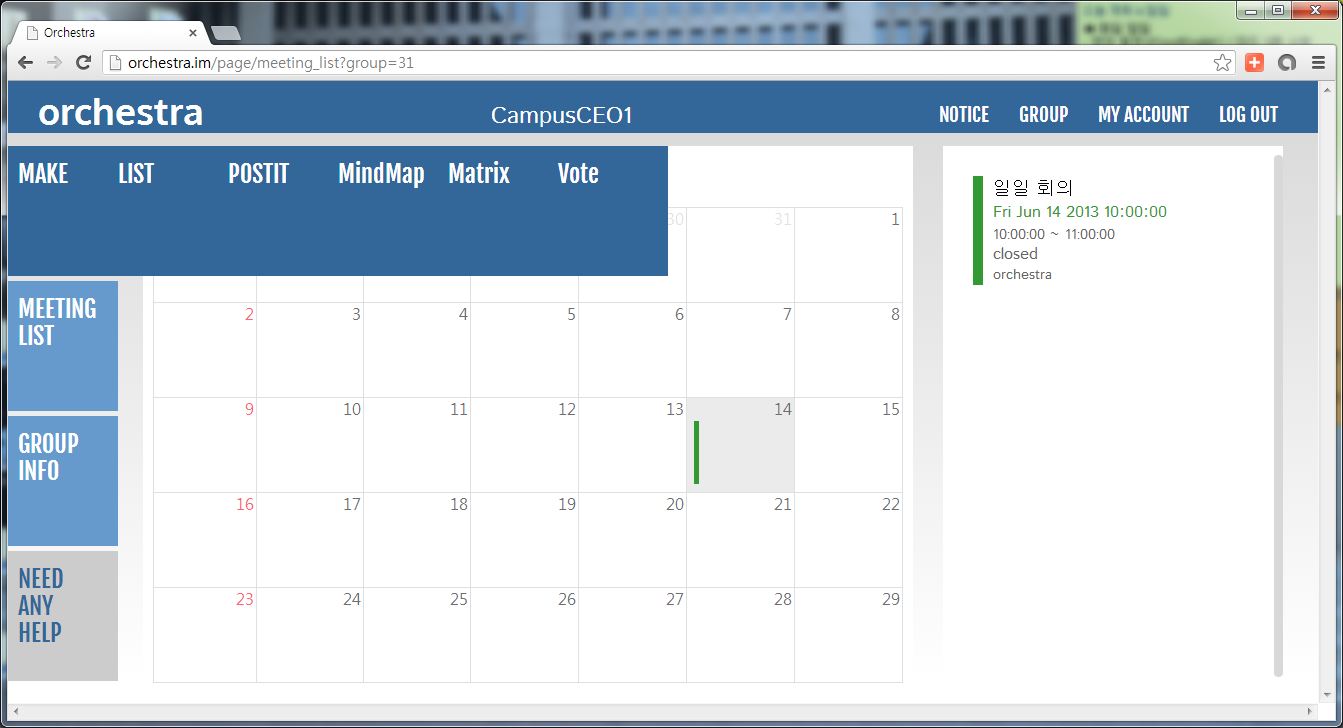 Orchestra
orchestra.im/page/meeting_list?group=31
orchestra
CampusCEO1
NOTICE GROUP MY ACCOUNT LOG OUT
MAKE LIST POSTIT MindMap Matrix Vote
30 31 1
2 3 4 5 6 7 8
9 10 11 12 13 14 15
16 17 18 19 20 21 22
23 24 25 26 27 28 29
MEETING
LIST
GROUP
INFO
NEED
ANY
HELP
일일 회의
Fri Jun 14 2013 10:00:00
10:00:00 ~ 11:00:00
closed
orchestra